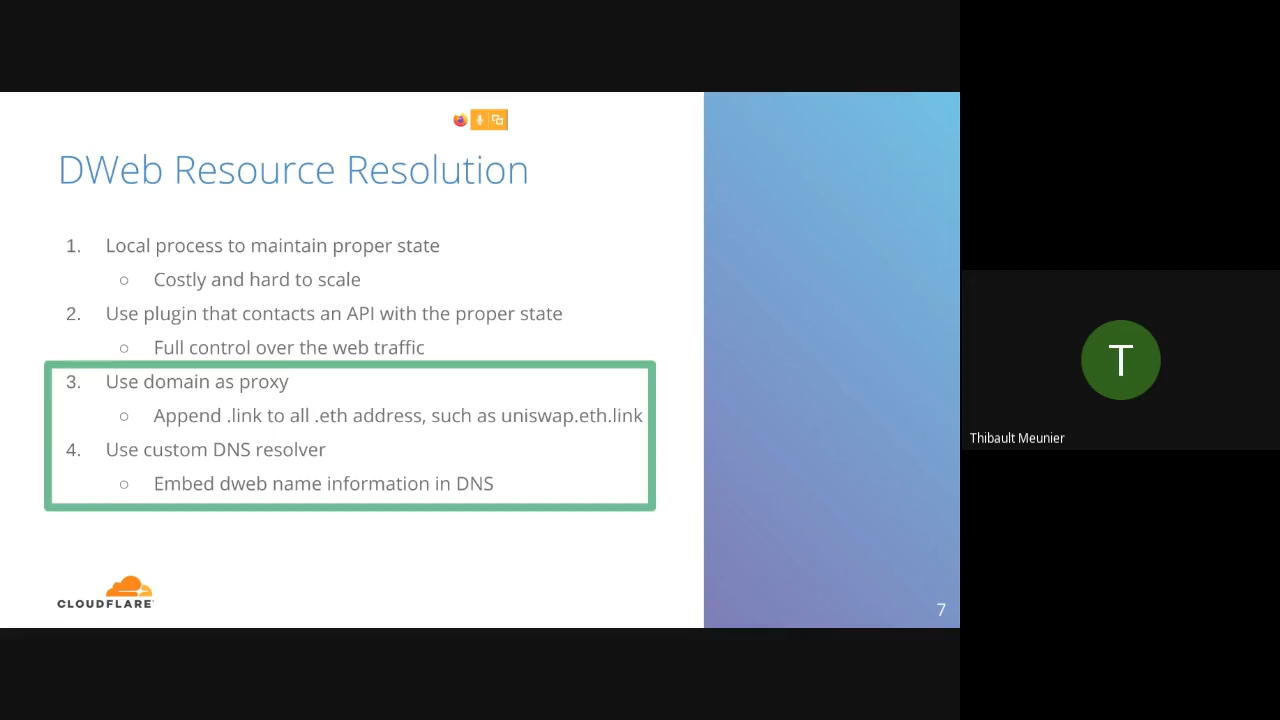 DWeb Resource Resolution
1. Local process to maintain proper state
○ Costly and hard to scale
2. Use plugin that contacts an API with the proper state
○ Full control over the web traffic
3. Use domain as proxy
○ Append .link to all .eth address, such as uniswap.eth.link
4. Use custom DNS resolver
○ Embed dweb name information in DNS
CLOUDFLARE
7
T
Thibault Meunier